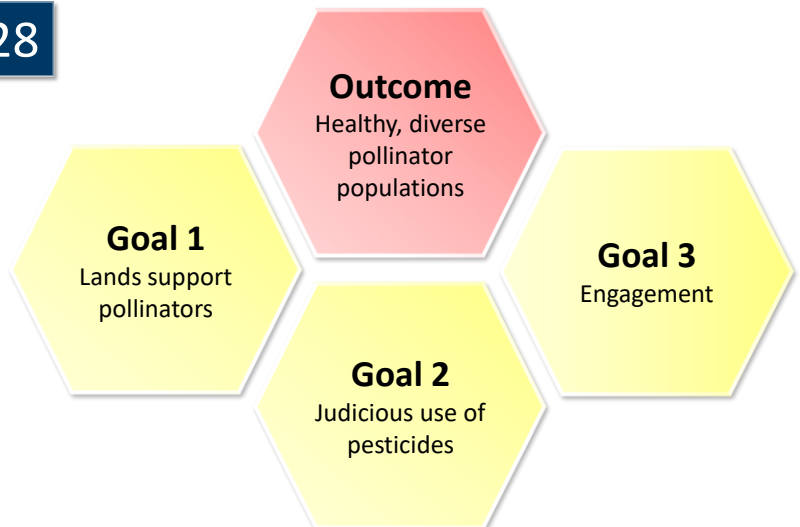 28
Outcome
Healthy, diverse
pollinator
populations
Goal 1
Lands support
pollinators
Goal 3
Engagement
Goal 2
Judicious use of
pesticides